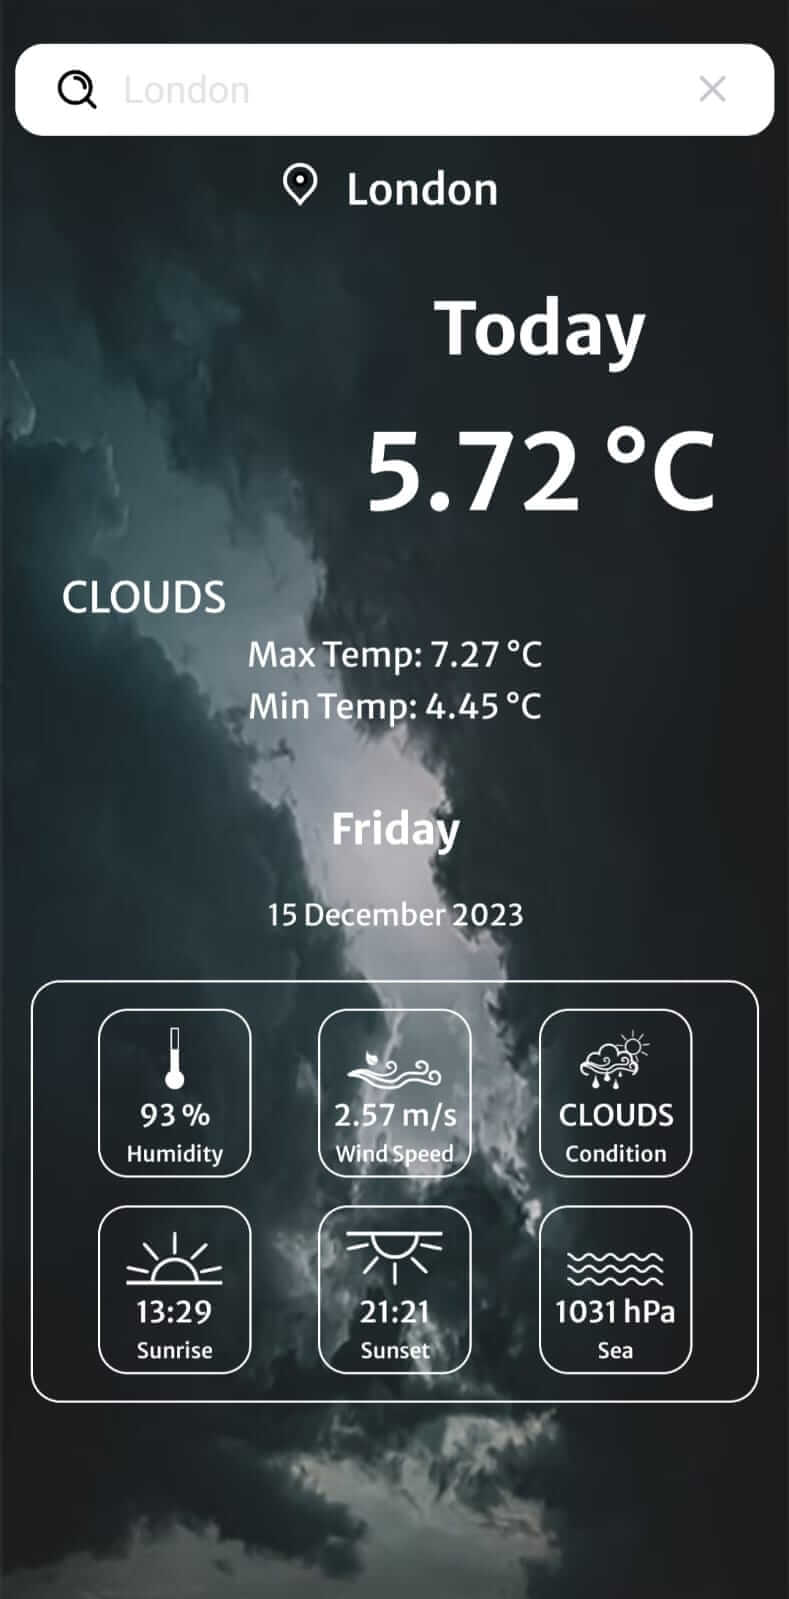 London
London
Today
5.72 °C
CLOUDS
Max Temp: 7.27 °C
Min Temp: 4.45 °C
Friday
15 December 2023
93 %
Humidity
2.57 m/s
Wind Speed
CLOUDS
Condition
13:29
Sunrise
21:21
Sunset
1031 hPa
Sea